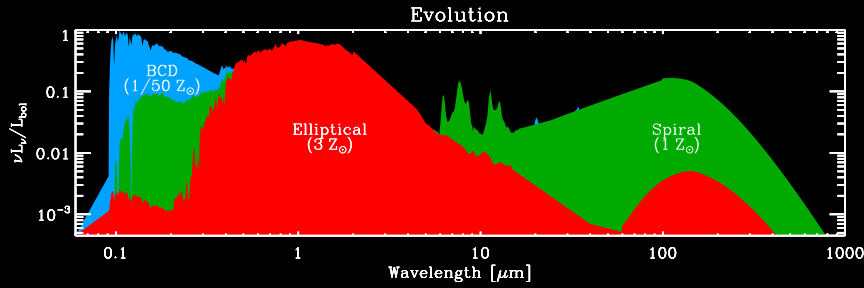 Evolution
1
0.1
0.01
10⁻³
νLν/Lbol
BCD
(1/50 Z☉)
Elliptical
(3 Z☉)
Spiral
(1 Z☉)
0.1 1 10 100 1000
Wavelength [μm]